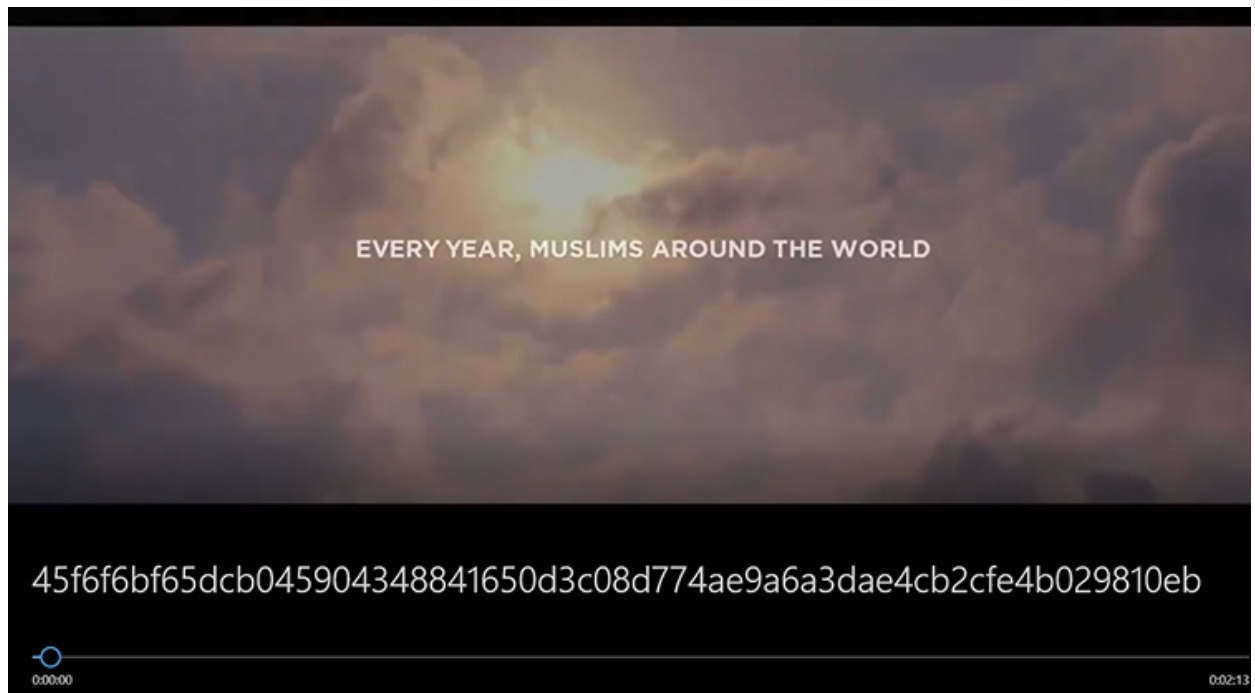 EVERY YEAR, MUSLIMS AROUND THE WORLD
45f6f6bf65dcb045904348841650d3c08d774ae9a6a3dae4cb2cfe4b029810eb
0:00:00
0:02:13